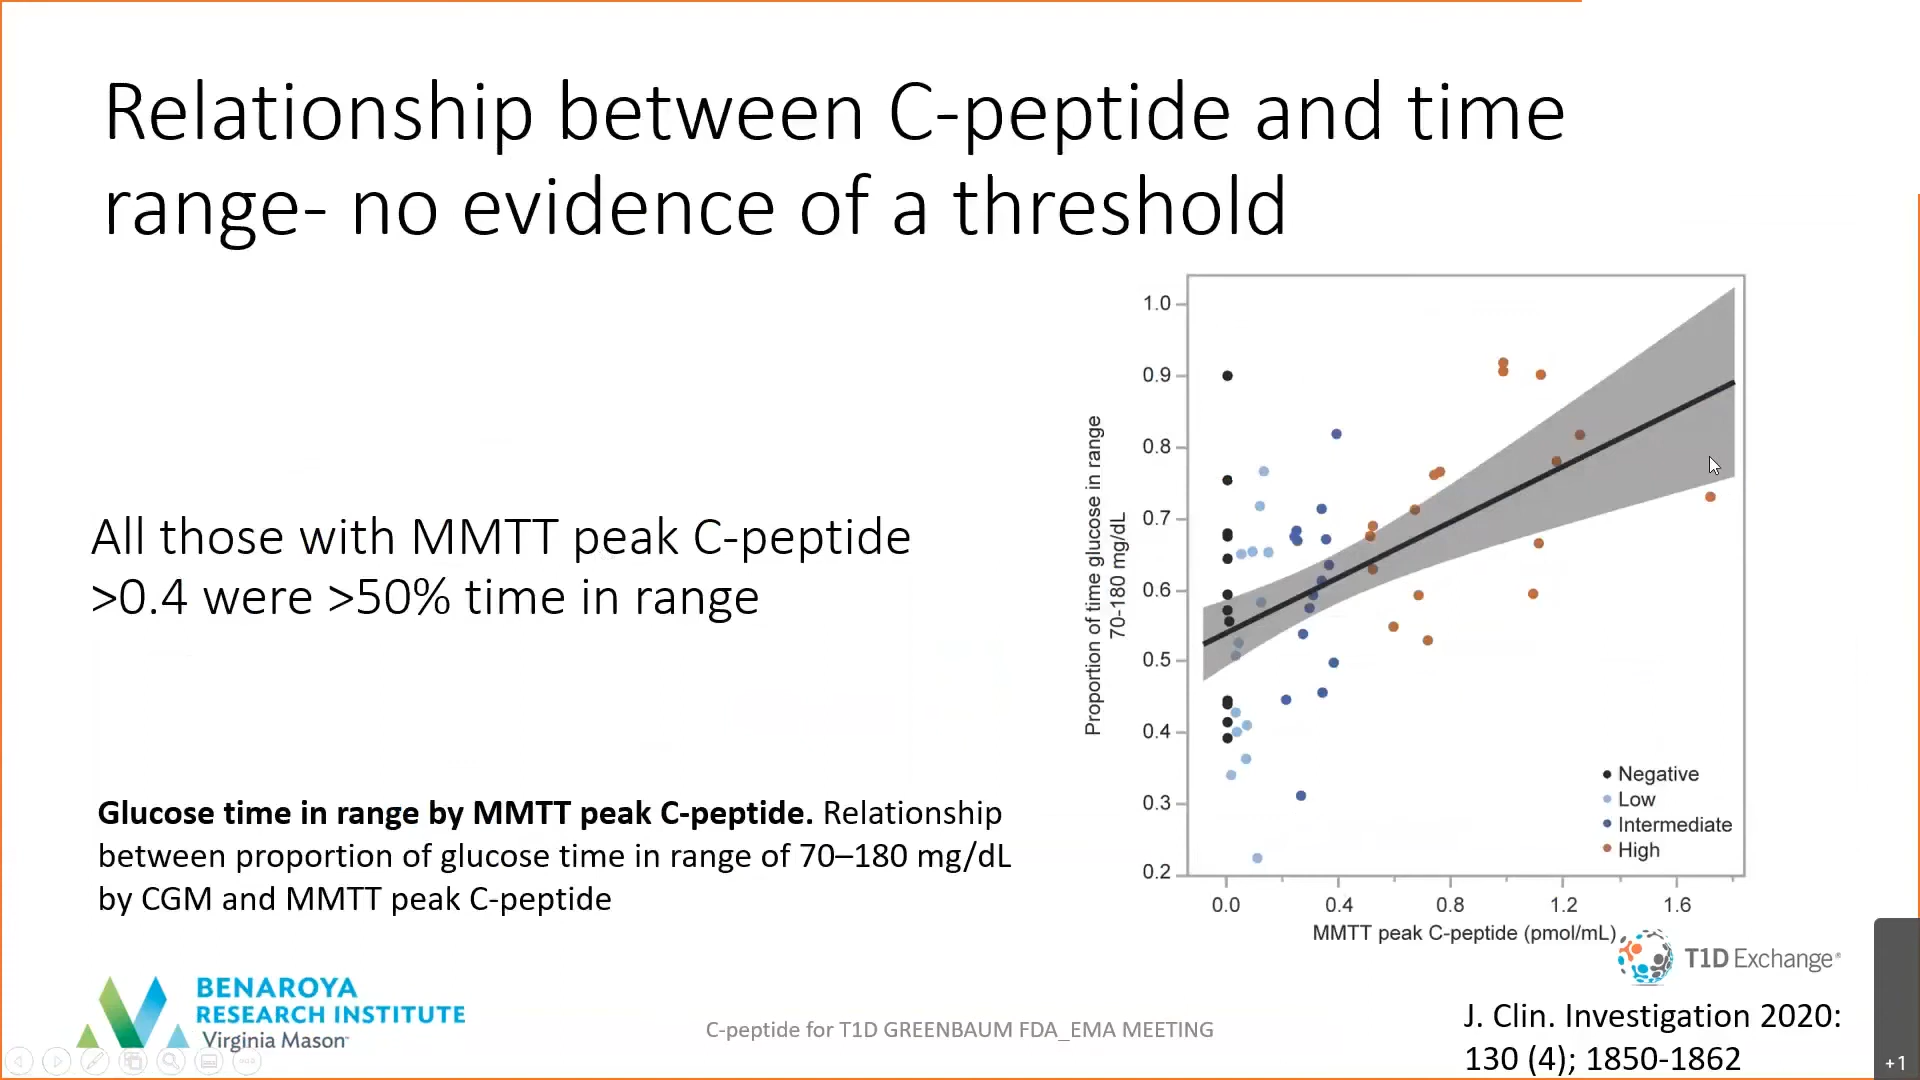 Relationship between C-peptide and time
range- no evidence of a threshold
All those with MMTT peak C-peptide
>0.4 were >50% time in range
Glucose time in range by MMTT peak C-peptide. Relationship
between proportion of glucose time in range of 70–180 mg/dL
by CGM and MMTT peak C-peptide
Proportion of time glucose in range
70-180 mg/dL
1.0
0.9
0.8
0.7
0.6
0.5
0.4
0.3
0.2
Negative
Low
Intermediate
High
0.0 0.4 0.8 1.2 1.6
MMTT peak C-peptide (pmol/mL)
T1D Exchange
BENAROYA
RESEARCH INSTITUTE
Virginia Mason
C-peptide for T1D GREENBAUM FDA_EMA MEETING
J. Clin. Investigation 2020:
130 (4); 1850-1862
+1